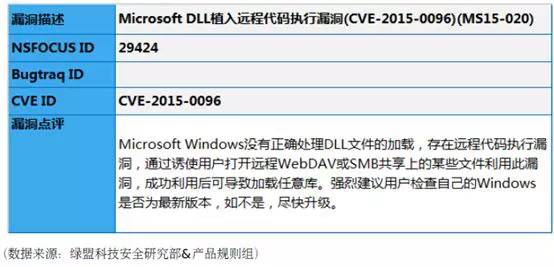 漏洞描述 Microsoft DLL植入远程代码执行漏洞(CVE-2015-0096)(MS15-020)
NSFOCUS ID 29424
Bugtraq ID
CVE ID CVE-2015-0096
漏洞点评
Microsoft Windows没有正确处理DLL文件的加载，存在远程代码执行漏
洞，通过诱使用户打开远程WebDAV或SMB共享上的某些文件利用此漏
洞，成功利用后可导致加载任意库。强烈建议用户检查自己的Windows
是否为最新版本，如不是，尽快升级。
(数据来源：绿盟科技安全研究部&产品规则组)